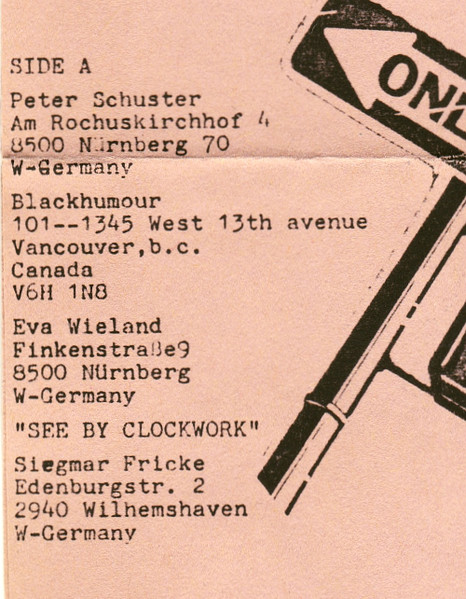 SIDE A
Peter Schuster
Am Rochuskirchhof 4
8500 Nürnberg 70
W-Germany
Blackhumour
101--1345 West 13th avenue
Vancouver,b.c.
Canada
V6H 1N8
Eva Wieland
Finkenstraße9
8500 Nürnberg
W-Germany
"SEE BY CLOCKWORK"
Siegmar Fricke
Edenburgstr. 2
2940 Wilhemshaven
W-Germany